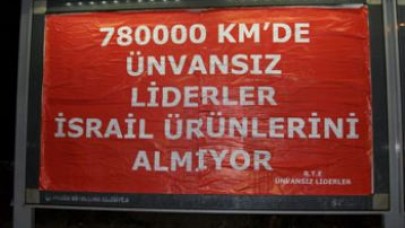 780000 KM'DE
ÜNVANSIZ
LİDERLER
İSRAİL ÜRÜNLERİNİ
ALMIYOR
R.T.E
ÜNVANSIZ LİDERLER